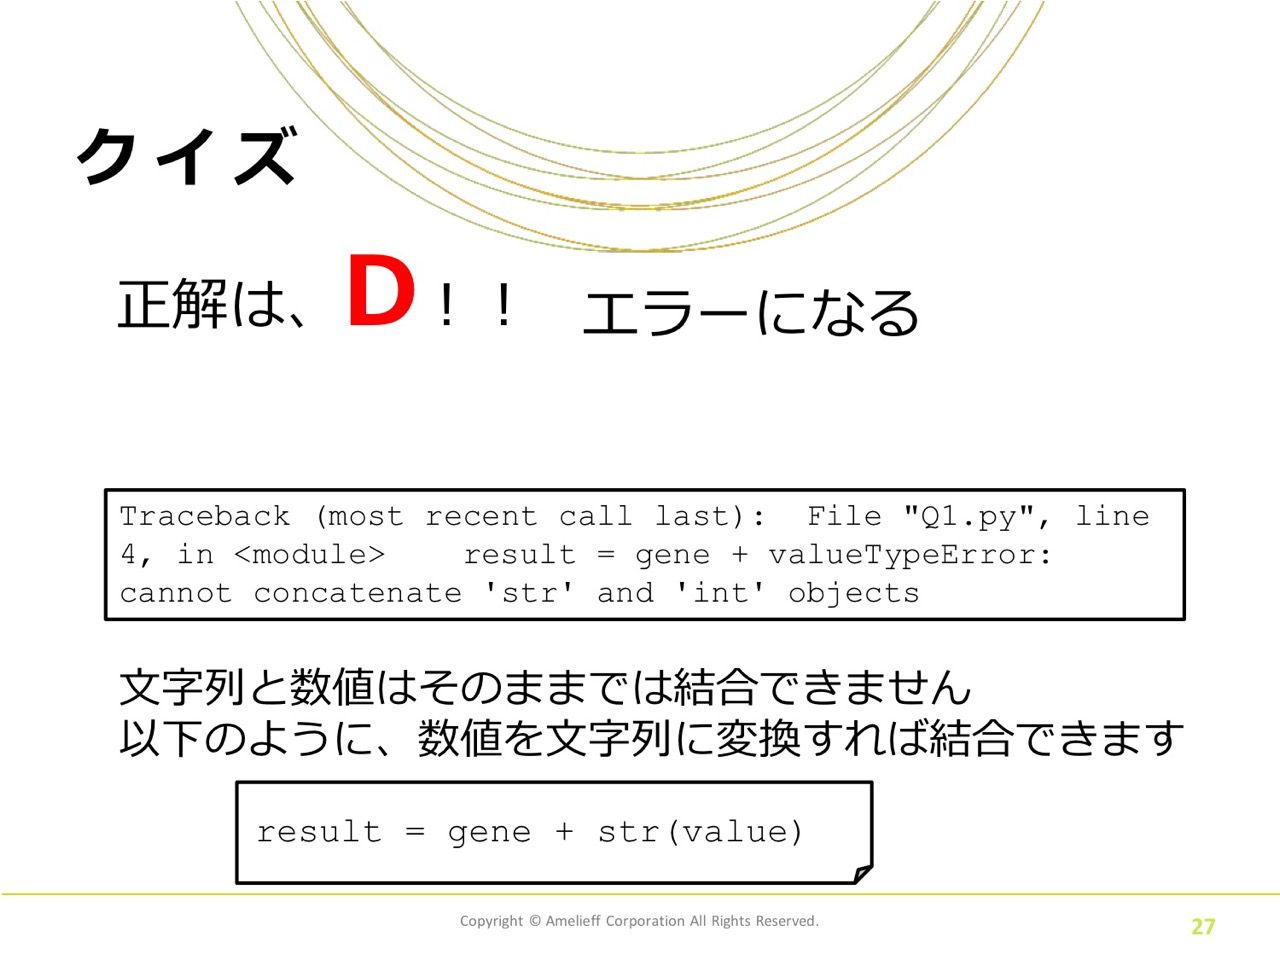 クイズ
正解は、D！！ エラーになる
Traceback (most recent call last):  File "Q1.py", line
4, in <module>    result = gene + valueTypeError:
cannot concatenate 'str' and 'int' objects
文字列と数値はそのままでは結合できません
以下のように、数値を文字列に変換すれば結合できます
result = gene + str(value)
Copyright © Amelieff Corporation All Rights Reserved.
27